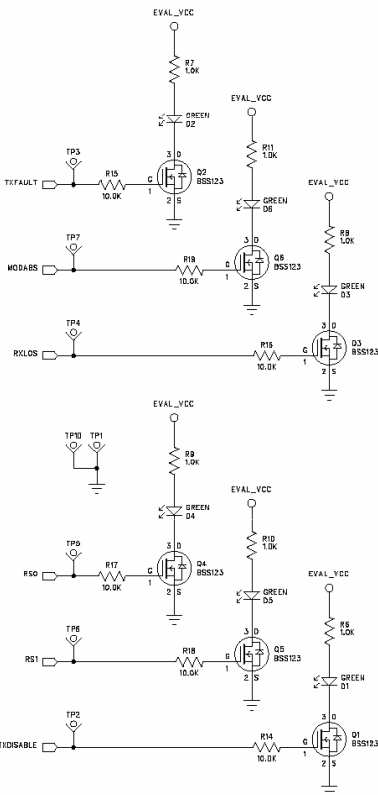 EVAL_VCC
R7
1.0K
GREEN
D2
TP3
R15
10.0K
TXFAULT
3 D
G
1
2 S
Q2
BSS123
EVAL_VCC
R11
1.0K
GREEN
D6
TP7
R19
10.0K
MODABS
3 D
G
1
2 S
Q6
BSS123
EVAL_VCC
R8
1.0K
GREEN
D3
TP4
R16
10.0K
RXLOS
3 D
G
1
2 S
Q3
BSS123
EVAL_VCC
TP10 TP1
R9
1.0K
GREEN
D4
TP5
R17
10.0K
RS0
3 D
G
1
2 S
Q4
BSS123
EVAL_VCC
R10
1.0K
GREEN
D5
TP6
R18
10.0K
RS1
3 D
G
1
2 S
Q5
BSS123
EVAL_VCC
R6
1.0K
GREEN
D1
TP2
R14
10.0K
TXDISABLE
3 D
G
1
2 S
Q1
BSS123